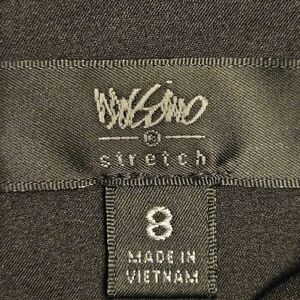 Mossimo
stretch
8
MADE IN
VIETNAM